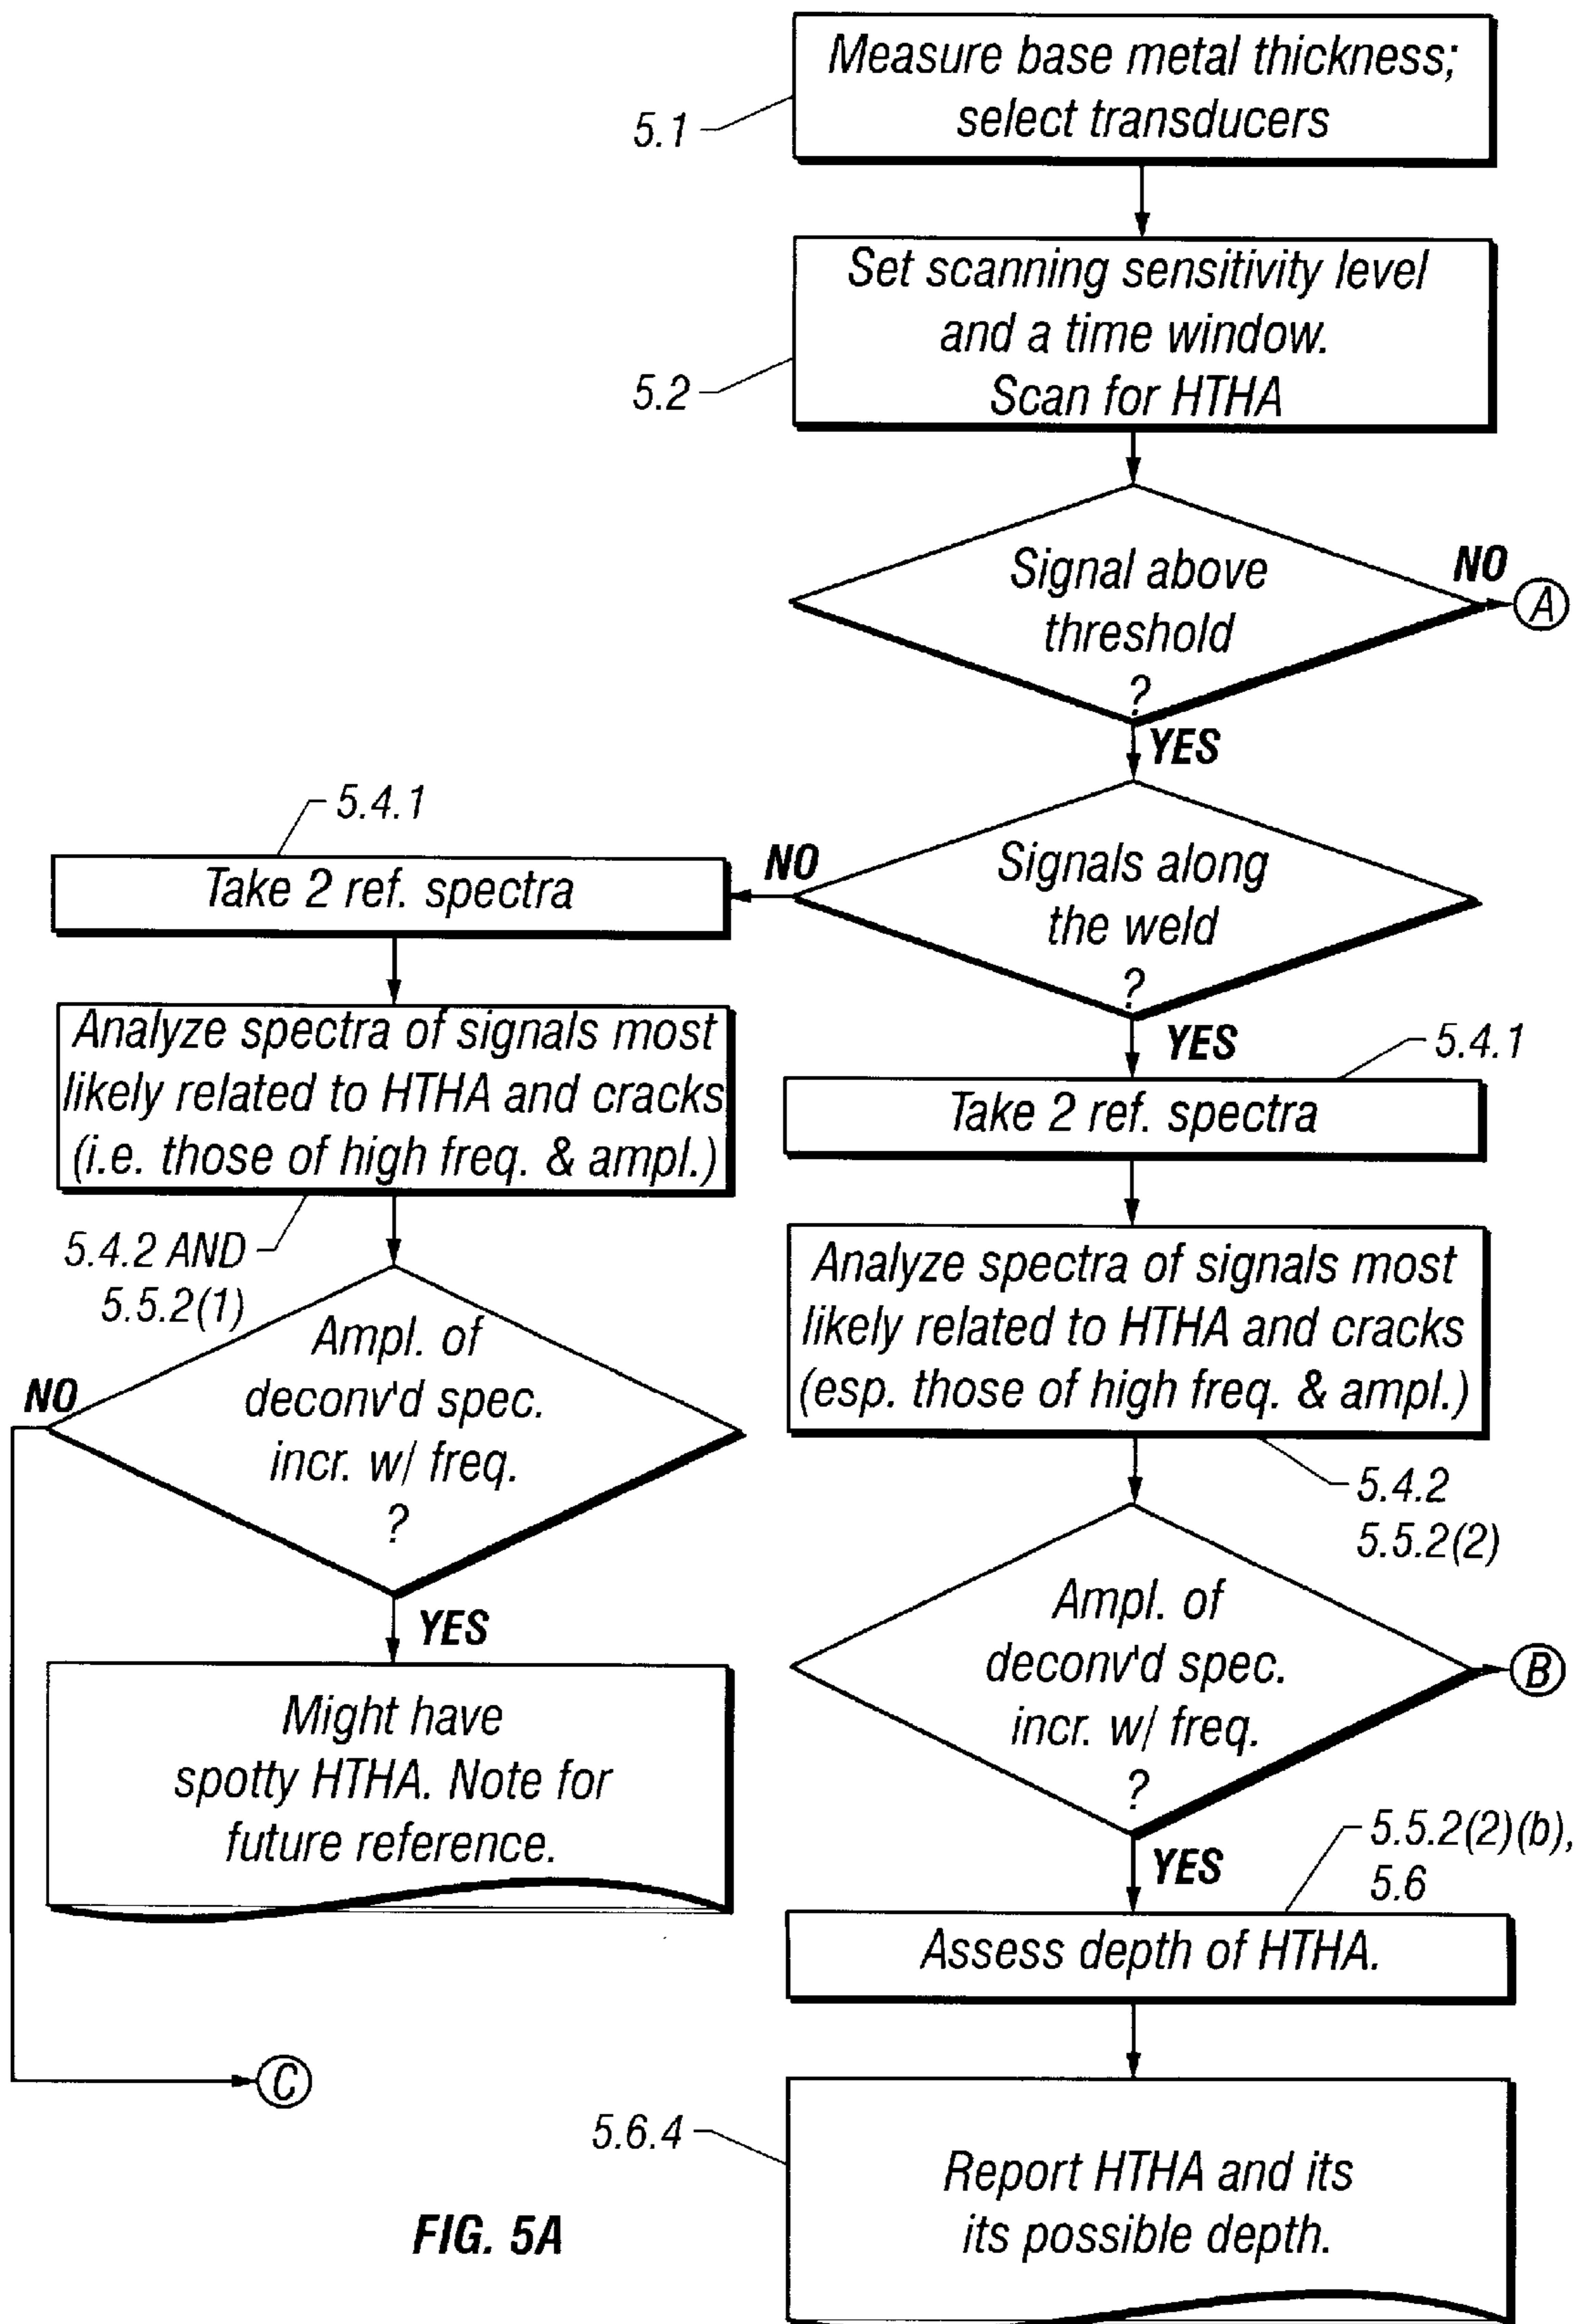 Measure base metal thickness;
select transducers
5.1
Set scanning sensitivity level
and a time window.
Scan for HTHA
5.2
Signal above
threshold
?
NO
A
YES
Signals along
the weld
?
NO
5.4.1
Take 2 ref. spectra
Analyze spectra of signals most
likely related to HTHA and cracks
(i.e. those of high freq. & ampl.)
5.4.2 AND
5.5.2(1)
Ampl. of
deconv'd spec.
incr. w/ freq.
?
NO
YES
Might have
spotty HTHA. Note for
future reference.
C
YES
5.4.1
Take 2 ref. spectra
Analyze spectra of signals most
likely related to HTHA and cracks
(esp. those of high freq. & ampl.)
5.4.2
5.5.2(2)
Ampl. of
deconv'd spec.
incr. w/ freq.
?
B
YES
5.5.2(2)(b),
5.6
Assess depth of HTHA.
5.6.4
Report HTHA and its
its possible depth.
FIG. 5A